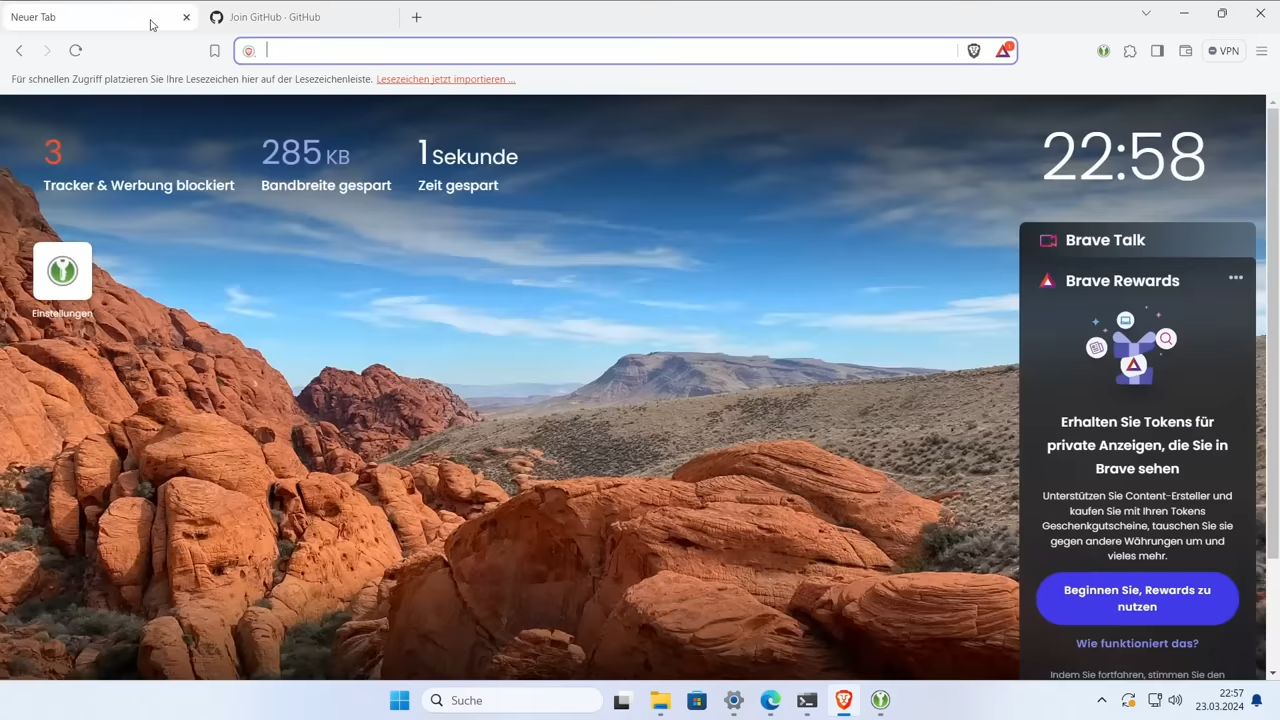 Neuer Tab
Join GitHub · GitHub
VPN
Für schnellen Zugriff platzieren Sie Ihre Lesezeichen hier auf der Lesezeichenleiste. Lesezeichen jetzt importieren ...
3
Tracker & Werbung blockiert
285 KB
Bandbreite gespart
1 Sekunde
Zeit gespart
22:58
Einstellungen
Brave Talk
Brave Rewards
Erhalten Sie Tokens für
private Anzeigen, die Sie in
Brave sehen
Unterstützen Sie Content-Ersteller und
kaufen Sie mit Ihren Tokens
Geschenkgutscheine, tauschen Sie sie
gegen andere Währungen um und
vieles mehr.
Beginnen Sie, Rewards zu
nutzen
Wie funktioniert das?
Indem Sie fortfahren, stimmen Sie den
Suche
22:57
23.03.2024